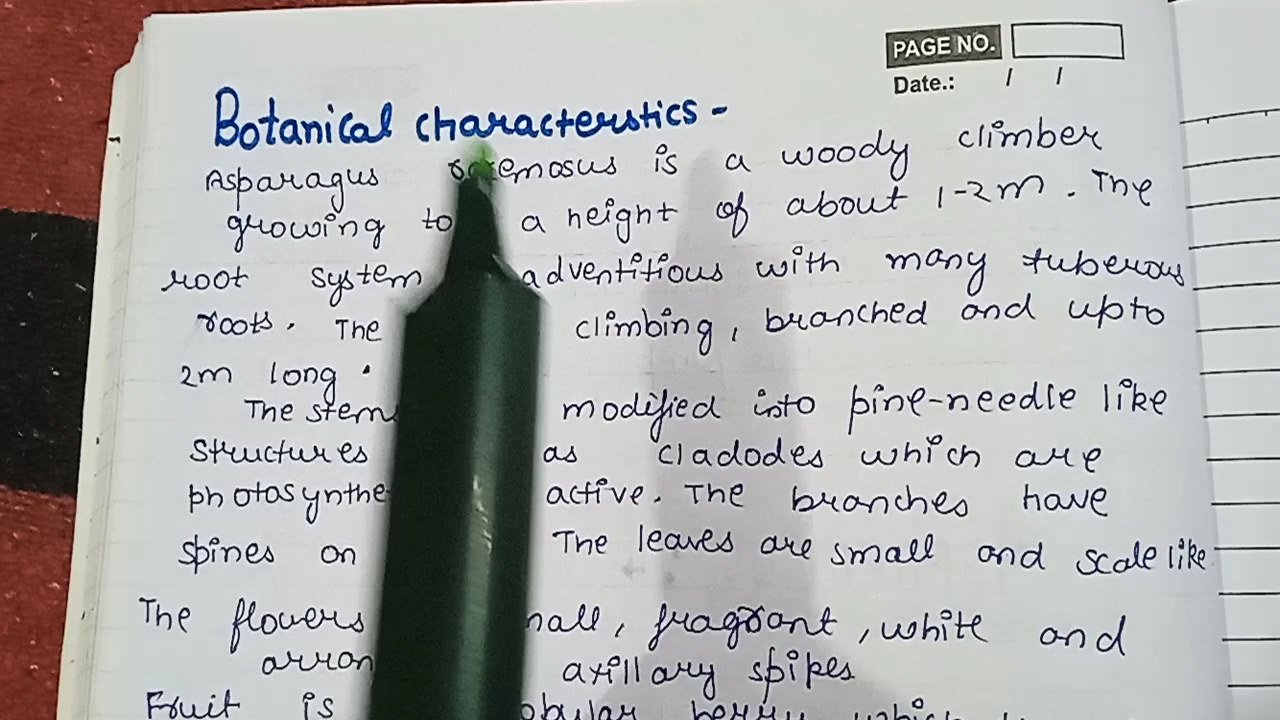 PAGE NO.
Date.: / /
Botanical characterstics -
Asparagus racemosus is a woody climber
growing to a height of about 1-2m. The
root system adventitious with many tuberous
roots. The climbing, branched and upto
2m long.
The stem modified into pine-needle like
structures as cladodes which are
photosynthe active. The branches have
spines on The leaves are small and scale like
The flowers small, fragrant, white and
arran axillary spikes
Fruit is berry which